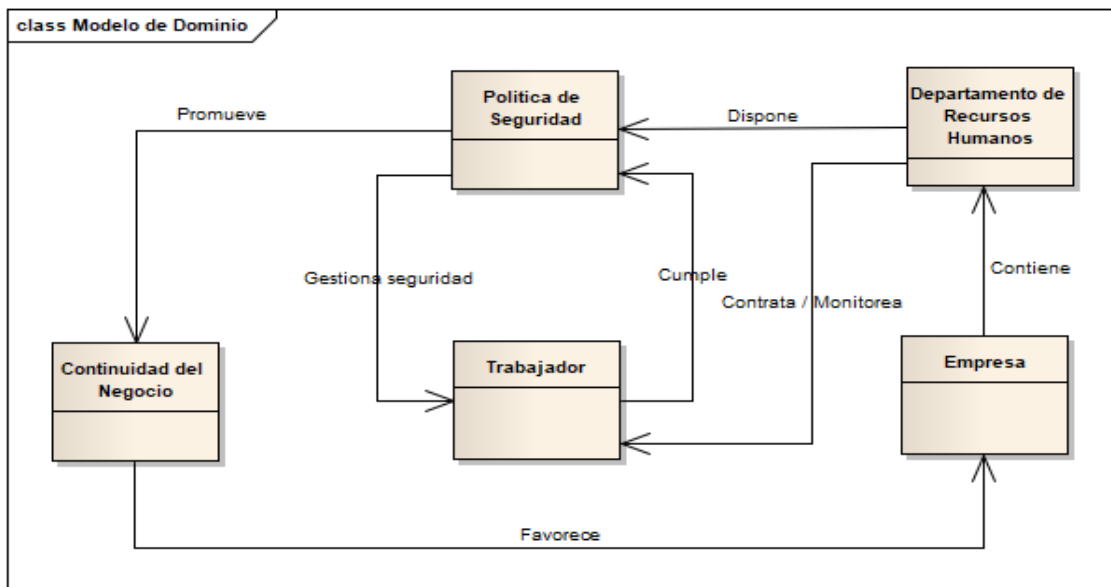 class Modelo de Dominio
Politica de
Seguridad
Departamento de
Recursos
Humanos
Promueve
Dispone
Gestiona seguridad
Cumple
Contrata / Monitorea
Contiene
Continuidad del
Negocio
Trabajador
Empresa
Favorece